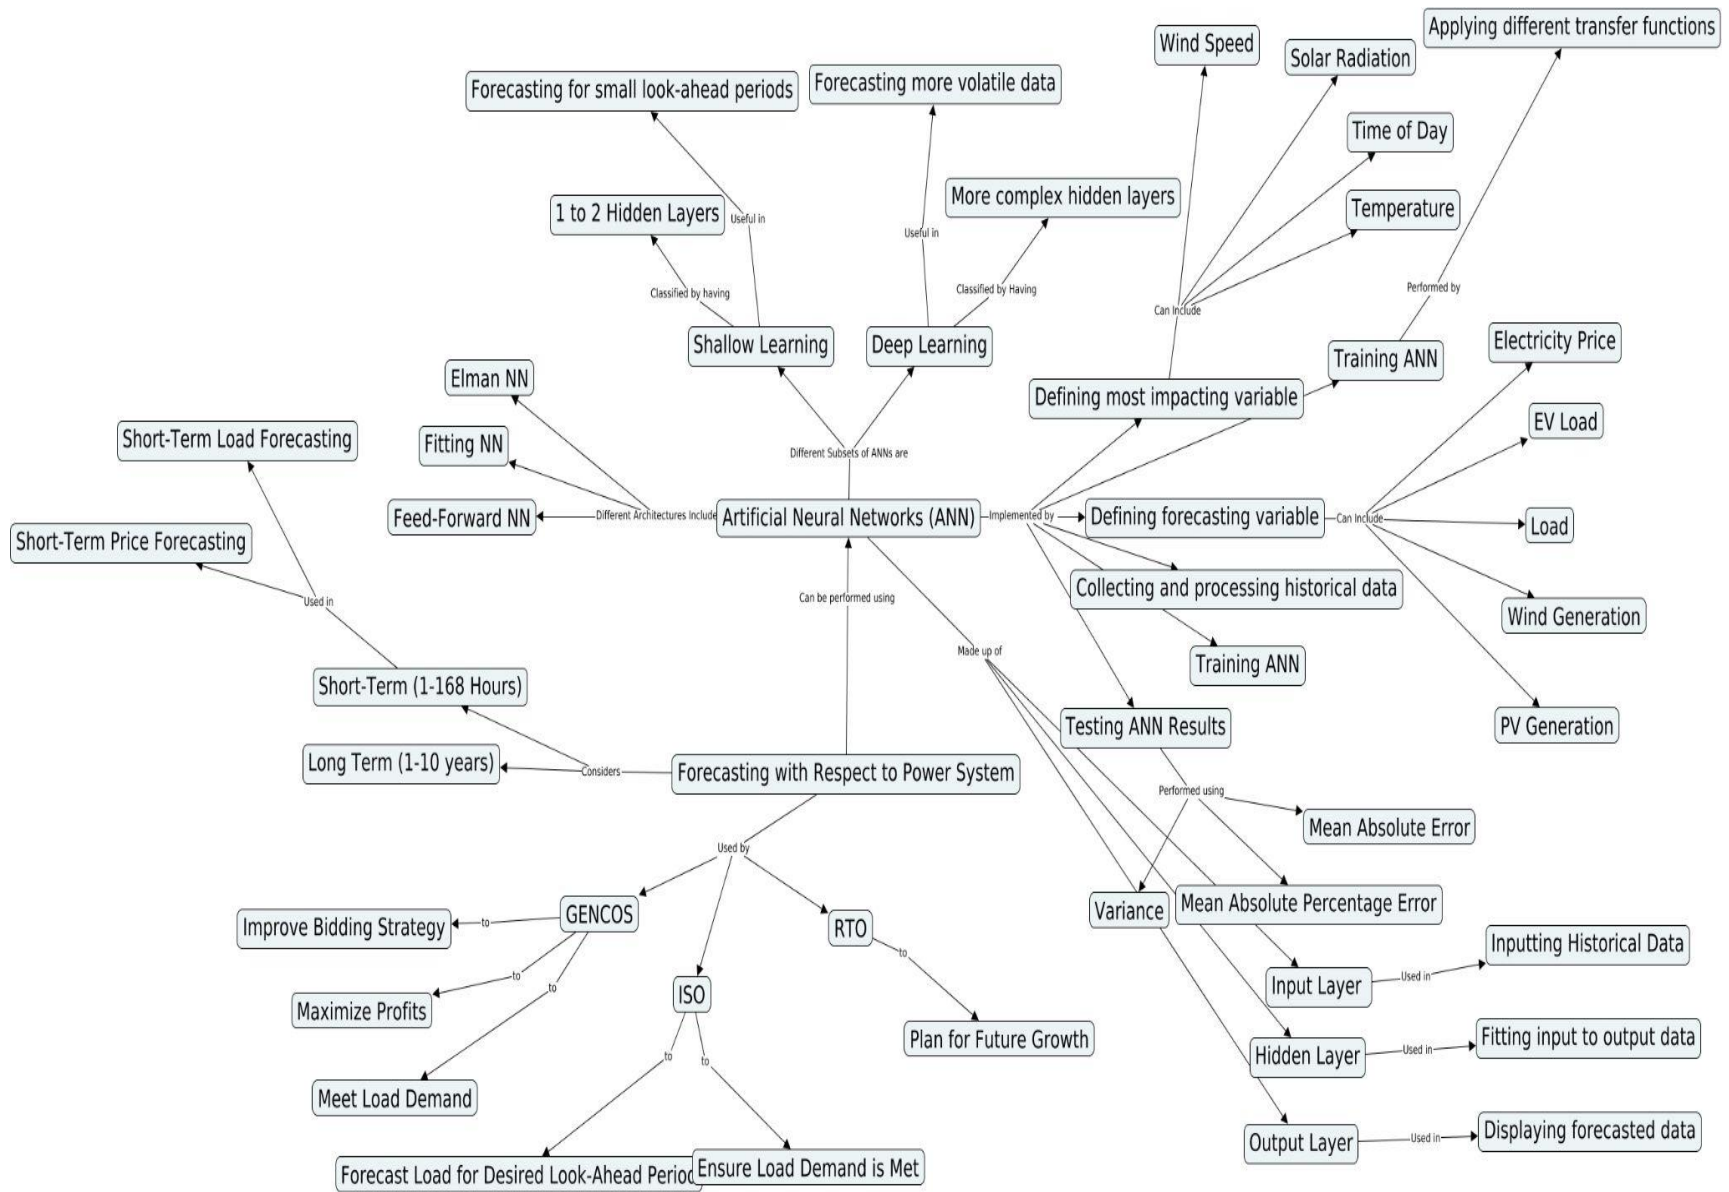 Applying different transfer functions
Wind Speed
Solar Radiation
Forecasting for small look-ahead periods
Forecasting more volatile data
Time of Day
More complex hidden layers
Temperature
1 to 2 Hidden Layers
Useful in
Useful in
Classified by having
Classified by Having
Can Include
Performed by
Shallow Learning
Deep Learning
Electricity Price
Training ANN
Elman NN
Defining most impacting variable
EV Load
Short-Term Load Forecasting
Fitting NN
Different Subsets of ANNs are
Feed-Forward NN
Different Architectures Include
Artificial Neural Networks (ANN)
Implemented by
Defining forecasting variable
Can Include
Load
Short-Term Price Forecasting
Collecting and processing historical data
Used in
Can be performed using
Wind Generation
Made up of
Training ANN
Short-Term (1-168 Hours)
Testing ANN Results
PV Generation
Long Term (1-10 years)
Considers
Forecasting with Respect to Power System
Performed using
Mean Absolute Error
Used by
Variance
Mean Absolute Percentage Error
GENCOS
Improve Bidding Strategy
to
RTO
to
Inputting Historical Data
to
to
ISO
Input Layer
Used in
Maximize Profits
Plan for Future Growth
Fitting input to output data
to
to
Hidden Layer
Used in
Meet Load Demand
Output Layer
Used in
Displaying forecasted data
Forecast Load for Desired Look-Ahead Period
Ensure Load Demand is Met